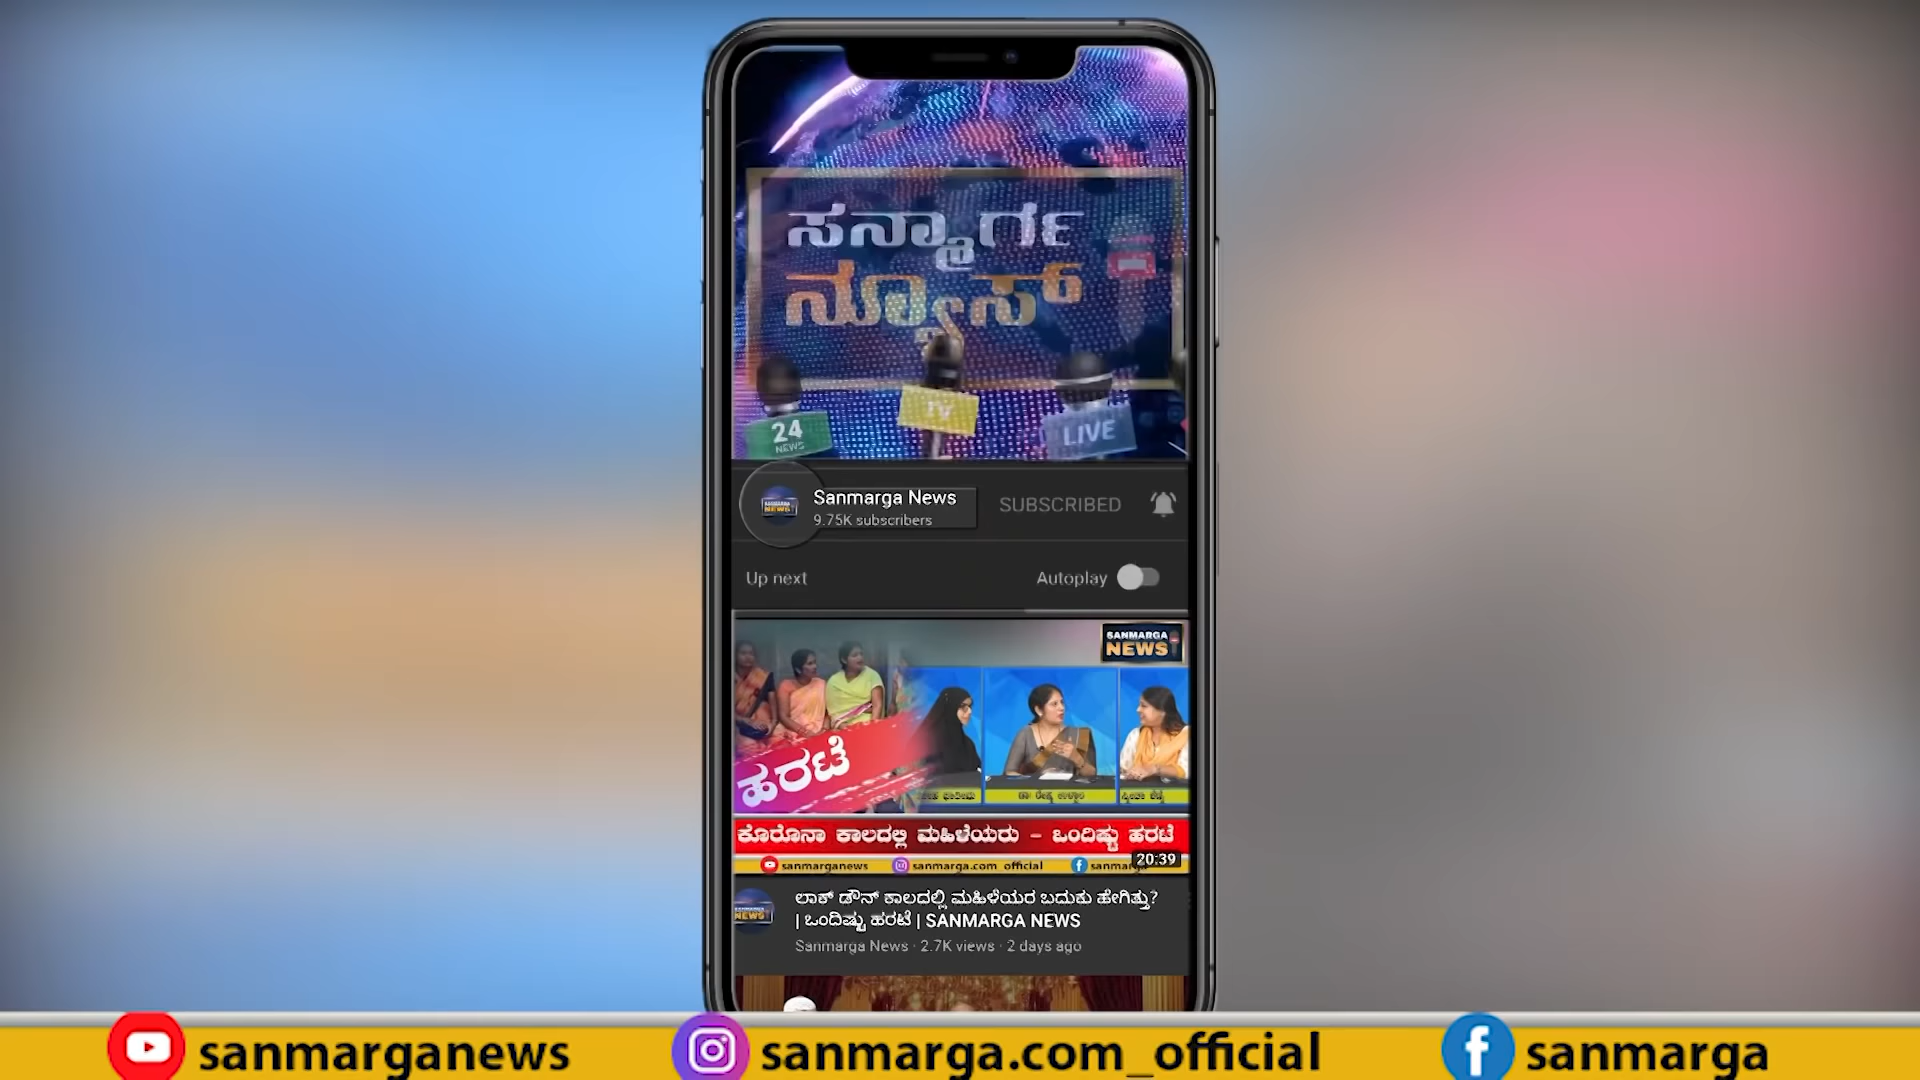 ಸನ್ಮಾರ್ಗ
ನ್ಯೂಸ್
24
NEWS
TV
LIVE
Sanmarga News
9.75K subscribers
SUBSCRIBED
Up next
Autoplay
SANMARGA
NEWS
ಹರಟೆ
ಕೊರೊನಾ ಕಾಲದಲ್ಲಿ ಮಹಿಳೆಯರು - ಒಂದಿಷ್ಟು ಹರಟೆ
sanmarganews
sanmarga.com_official
20:39
ಲಾಕ್ ಡೌನ್ ಕಾಲದಲ್ಲಿ ಮಹಿಳೆಯರ ಬದುಕು ಹೇಗಿತ್ತು?
| ಒಂದಿಷ್ಟು ಹರಟೆ | SANMARGA NEWS
Sanmarga News · 2.7K views · 2 days ago
sanmarganews
sanmarga.com_official
sanmarga